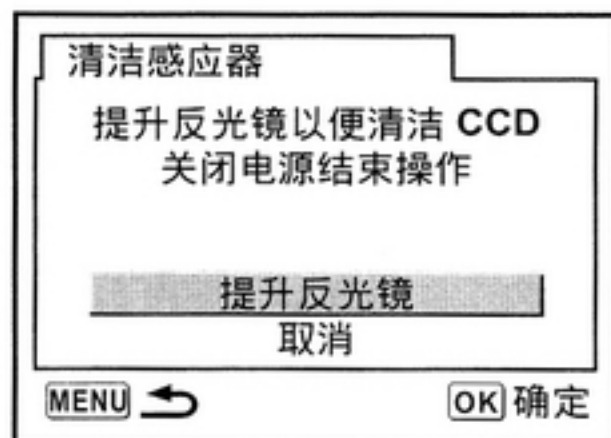 清洁感应器
提升反光镜以便清洁 CCD
关闭电源结束操作
提升反光镜
取消
MENU OK 确定